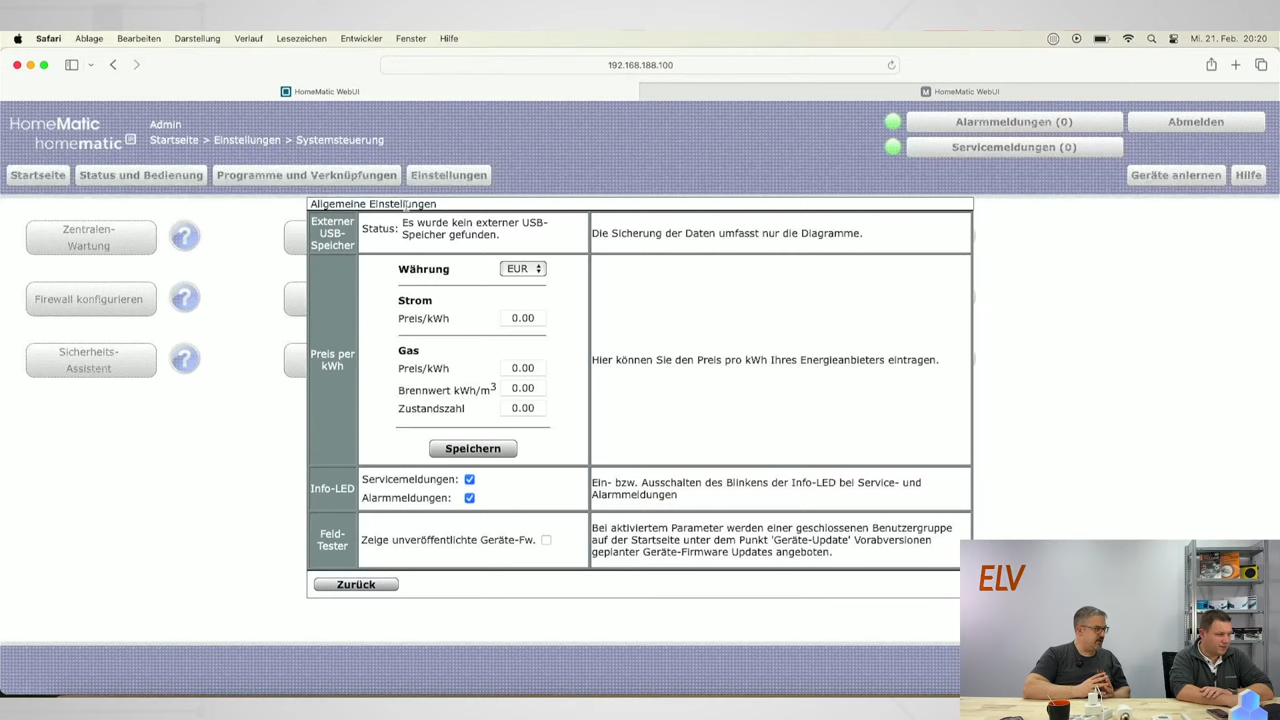 Safari Ablage Bearbeiten Darstellung Verlauf Lesezeichen Entwickler Fenster Hilfe Mi. 21. Feb. 20:20
192.168.188.100
HomeMatic WebUI
HomeMatic WebUI
HomeMatic
homematic
Admin
Startseite > Einstellungen > Systemsteuerung
Alarmmeldungen (0)
Abmelden
Servicemeldungen (0)
Startseite Status und Bedienung Programme und Verknüpfungen Einstellungen Geräte anlernen Hilfe
Zentralen-
Wartung
Firewall konfigurieren
Sicherheits-
Assistent
Allgemeine Einstellungen
Externer
USB-
Speicher
Status:
Es wurde kein externer USB-
Speicher gefunden.
Die Sicherung der Daten umfasst nur die Diagramme.
Preis per
kWh
Währung EUR
Strom
Preis/kWh 0.00
Gas
Preis/kWh 0.00
Brennwert kWh/m³ 0.00
Zustandszahl 0.00
Speichern
Hier können Sie den Preis pro kWh Ihres Energieanbieters eintragen.
Info-LED
Servicemeldungen:
Alarmmeldungen:
Ein- bzw. Ausschalten des Blinkens der Info-LED bei Service- und
Alarmmeldungen
Feld-
Tester
Zeige unveröffentlichte Geräte-Fw.
Bei aktiviertem Parameter werden einer geschlossenen Benutzergruppe
auf der Startseite unter dem Punkt 'Geräte-Update' Vorabversionen
geplanter Geräte-Firmware Updates angeboten.
Zurück
ELV